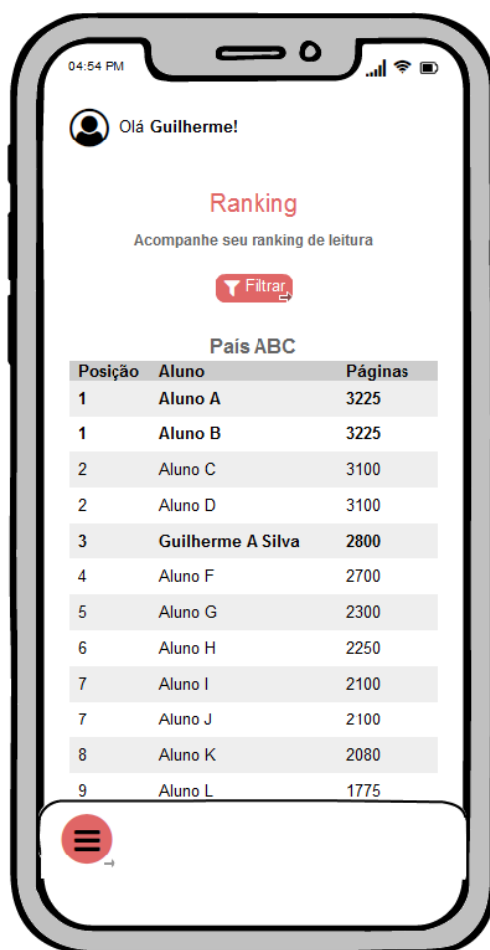 04:54 PM
Olá Guilherme!
Ranking
Acompanhe seu ranking de leitura
Filtrar
País ABC
Posição Aluno Páginas
1 Aluno A 3225
1 Aluno B 3225
2 Aluno C 3100
2 Aluno D 3100
3 Guilherme A Silva 2800
4 Aluno F 2700
5 Aluno G 2300
6 Aluno H 2250
7 Aluno I 2100
7 Aluno J 2100
8 Aluno K 2080
9 Aluno L 1775